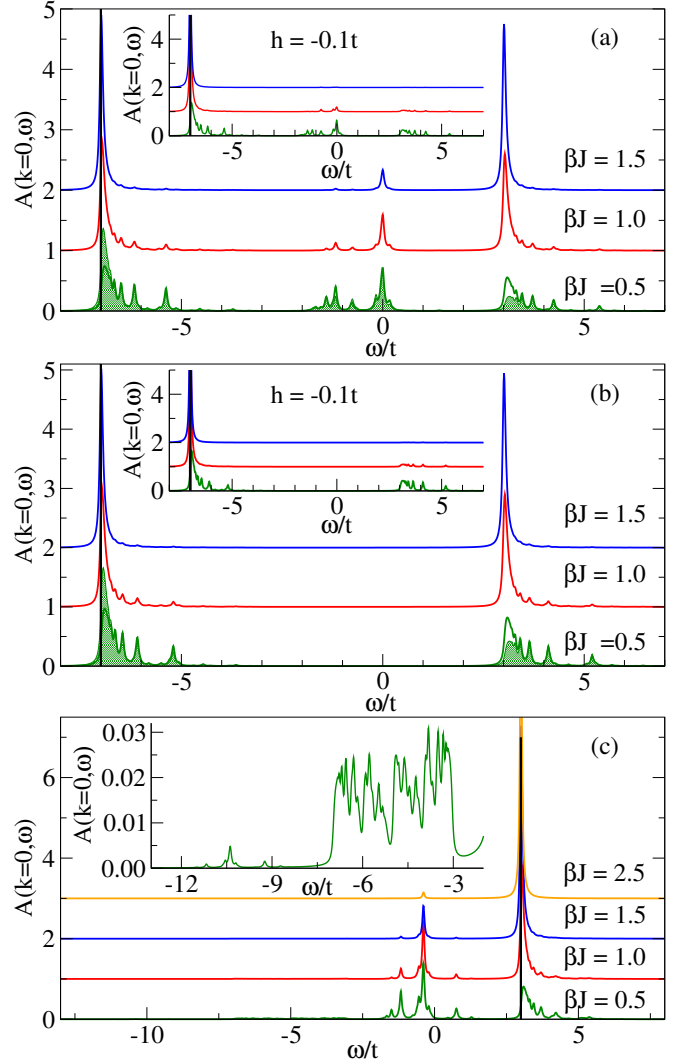 5
4
3
2
1
0
A(k=0,ω)
4
2
0
A(k=0,ω)
h = -0.1t
-5
0
5
ω/t
(a)
βJ = 1.5
βJ = 1.0
βJ =0.5
-5
0
5
ω/t
5
4
3
2
1
0
A(k=0,ω)
4
2
0
A(k=0,ω)
h = -0.1t
-5
0
5
ω/t
(b)
βJ = 1.5
βJ = 1.0
βJ =0.5
-5
0
5
ω/t
6
4
2
0
A(k=0,ω)
0.03
0.02
0.01
0.00
A(k=0,ω)
-12
-9
-6
-3
ω/t
(c)
βJ = 2.5
βJ = 1.5
βJ = 1.0
βJ = 0.5
-10
-5
0
5
ω/t